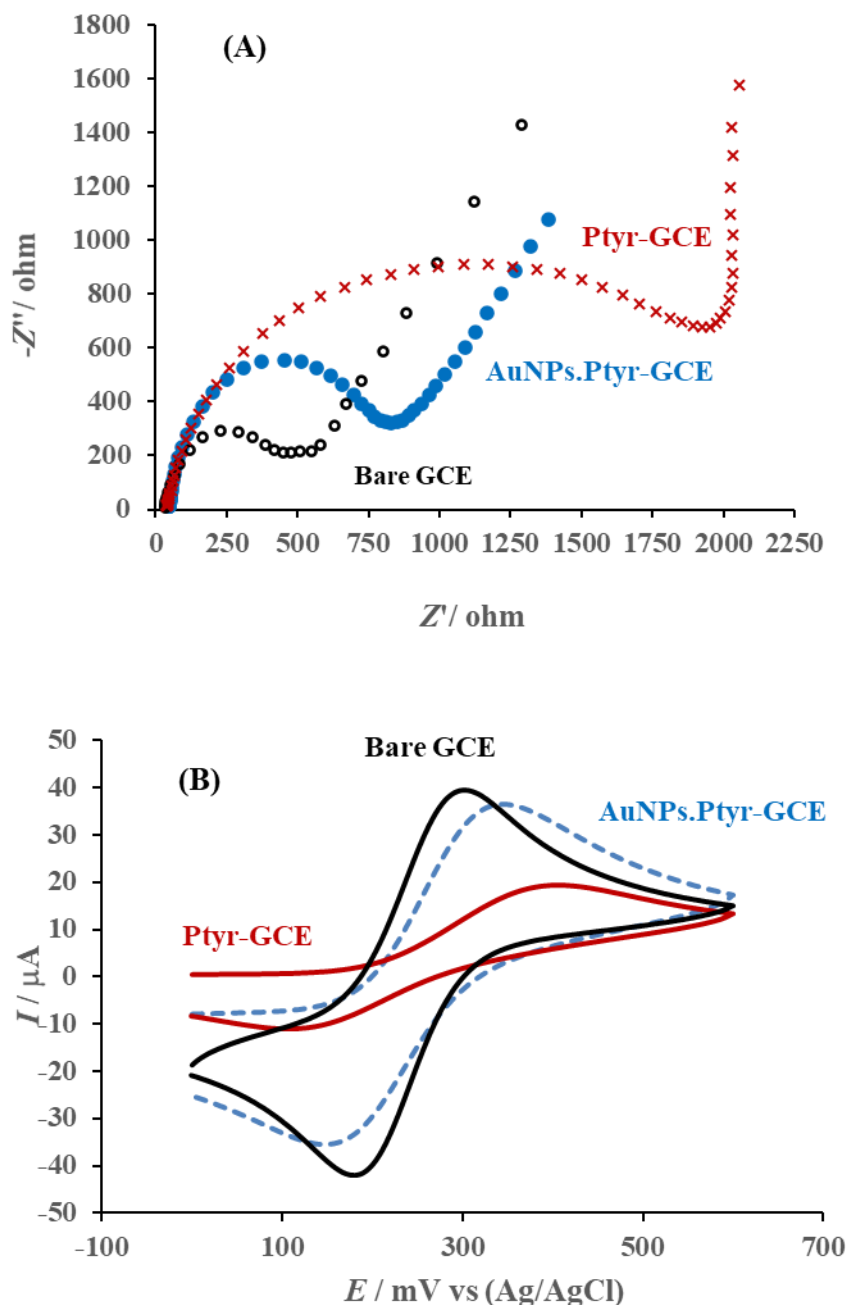 (A)
1800
1600
1400
1200
1000
800
600
400
200
0
-Z''/ ohm
Ptyr-GCE
AuNPs.Ptyr-GCE
Bare GCE
0 250 500 750 1000 1250 1500 1750 2000 2250
Z'/ ohm
50
40
30
20
10
0
-10
-20
-30
-40
-50
I / µA
Bare GCE
(B)
AuNPs.Ptyr-GCE
Ptyr-GCE
-100 100 300 500 700
E / mV vs (Ag/AgCl)